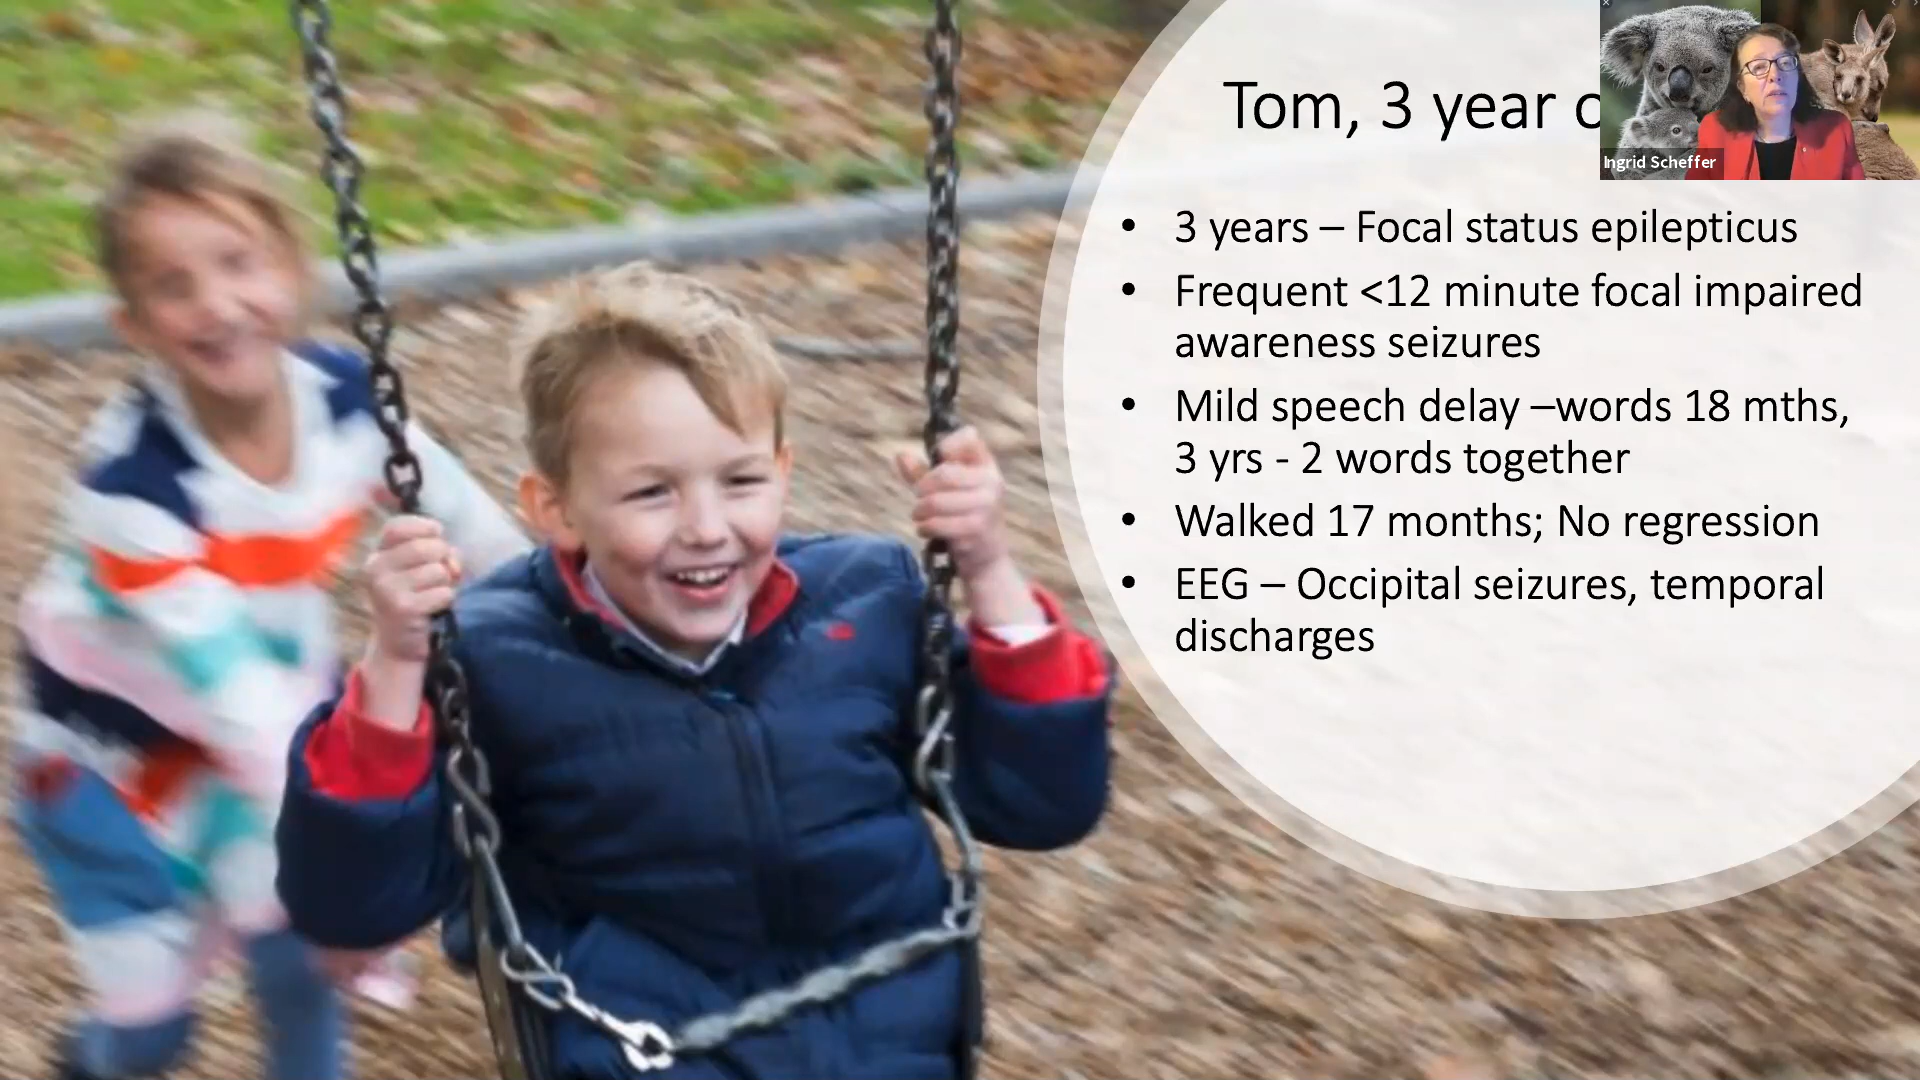 Tom, 3 year o
Ingrid Scheffer
• 3 years – Focal status epilepticus
• Frequent <12 minute focal impaired
awareness seizures
• Mild speech delay –words 18 mths,
3 yrs - 2 words together
• Walked 17 months; No regression
• EEG – Occipital seizures, temporal
discharges